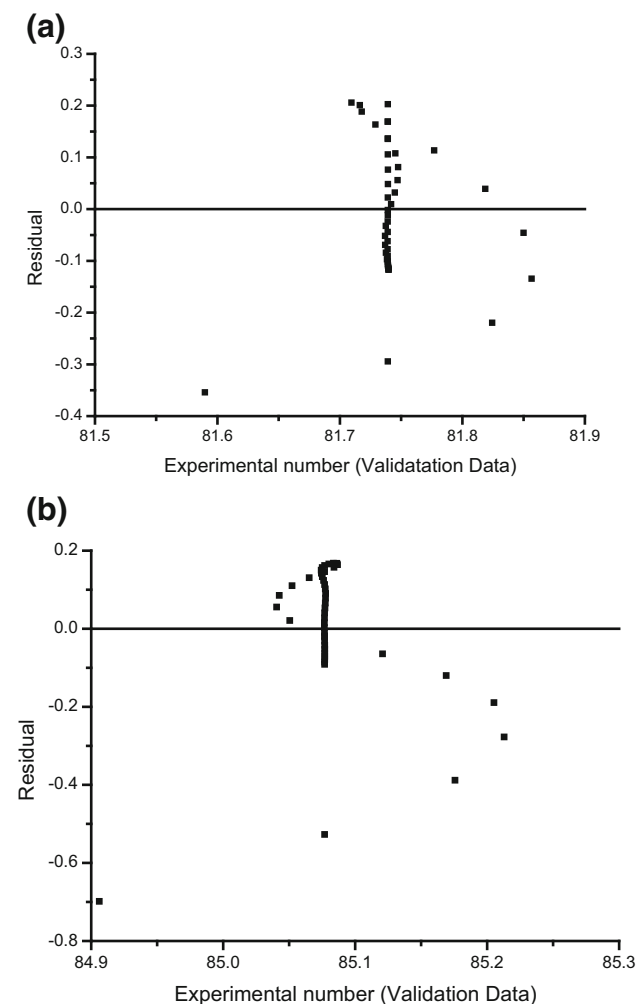 (a)
0.3
0.2
0.1
0.0
-0.1
-0.2
-0.3
-0.4
Residual
81.5 81.6 81.7 81.8 81.9
Experimental number (Validatation Data)
(b)
0.2
0.0
-0.2
-0.4
-0.6
-0.8
Residual
84.9 85.0 85.1 85.2 85.3
Experimental number (Validation Data)